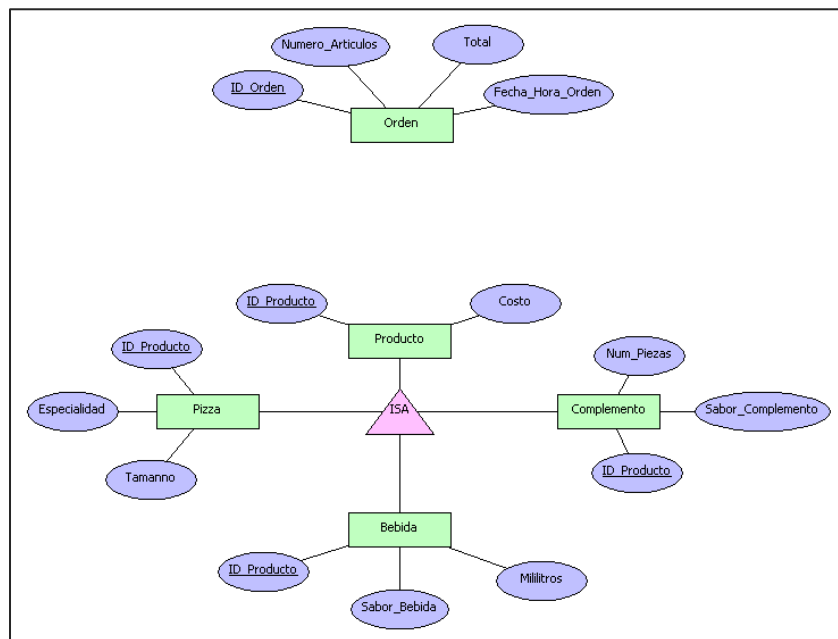 Numero_Articulos
Total
ID_Orden
Fecha_Hora_Orden
Orden
ID_Producto
Costo
Producto
ID_Producto
Num_Piezas
Especialidad
Pizza
ISA
Complemento
Sabor_Complemento
Tamanno
ID_Producto
Bebida
ID_Producto
Sabor_Bebida
Mililitros